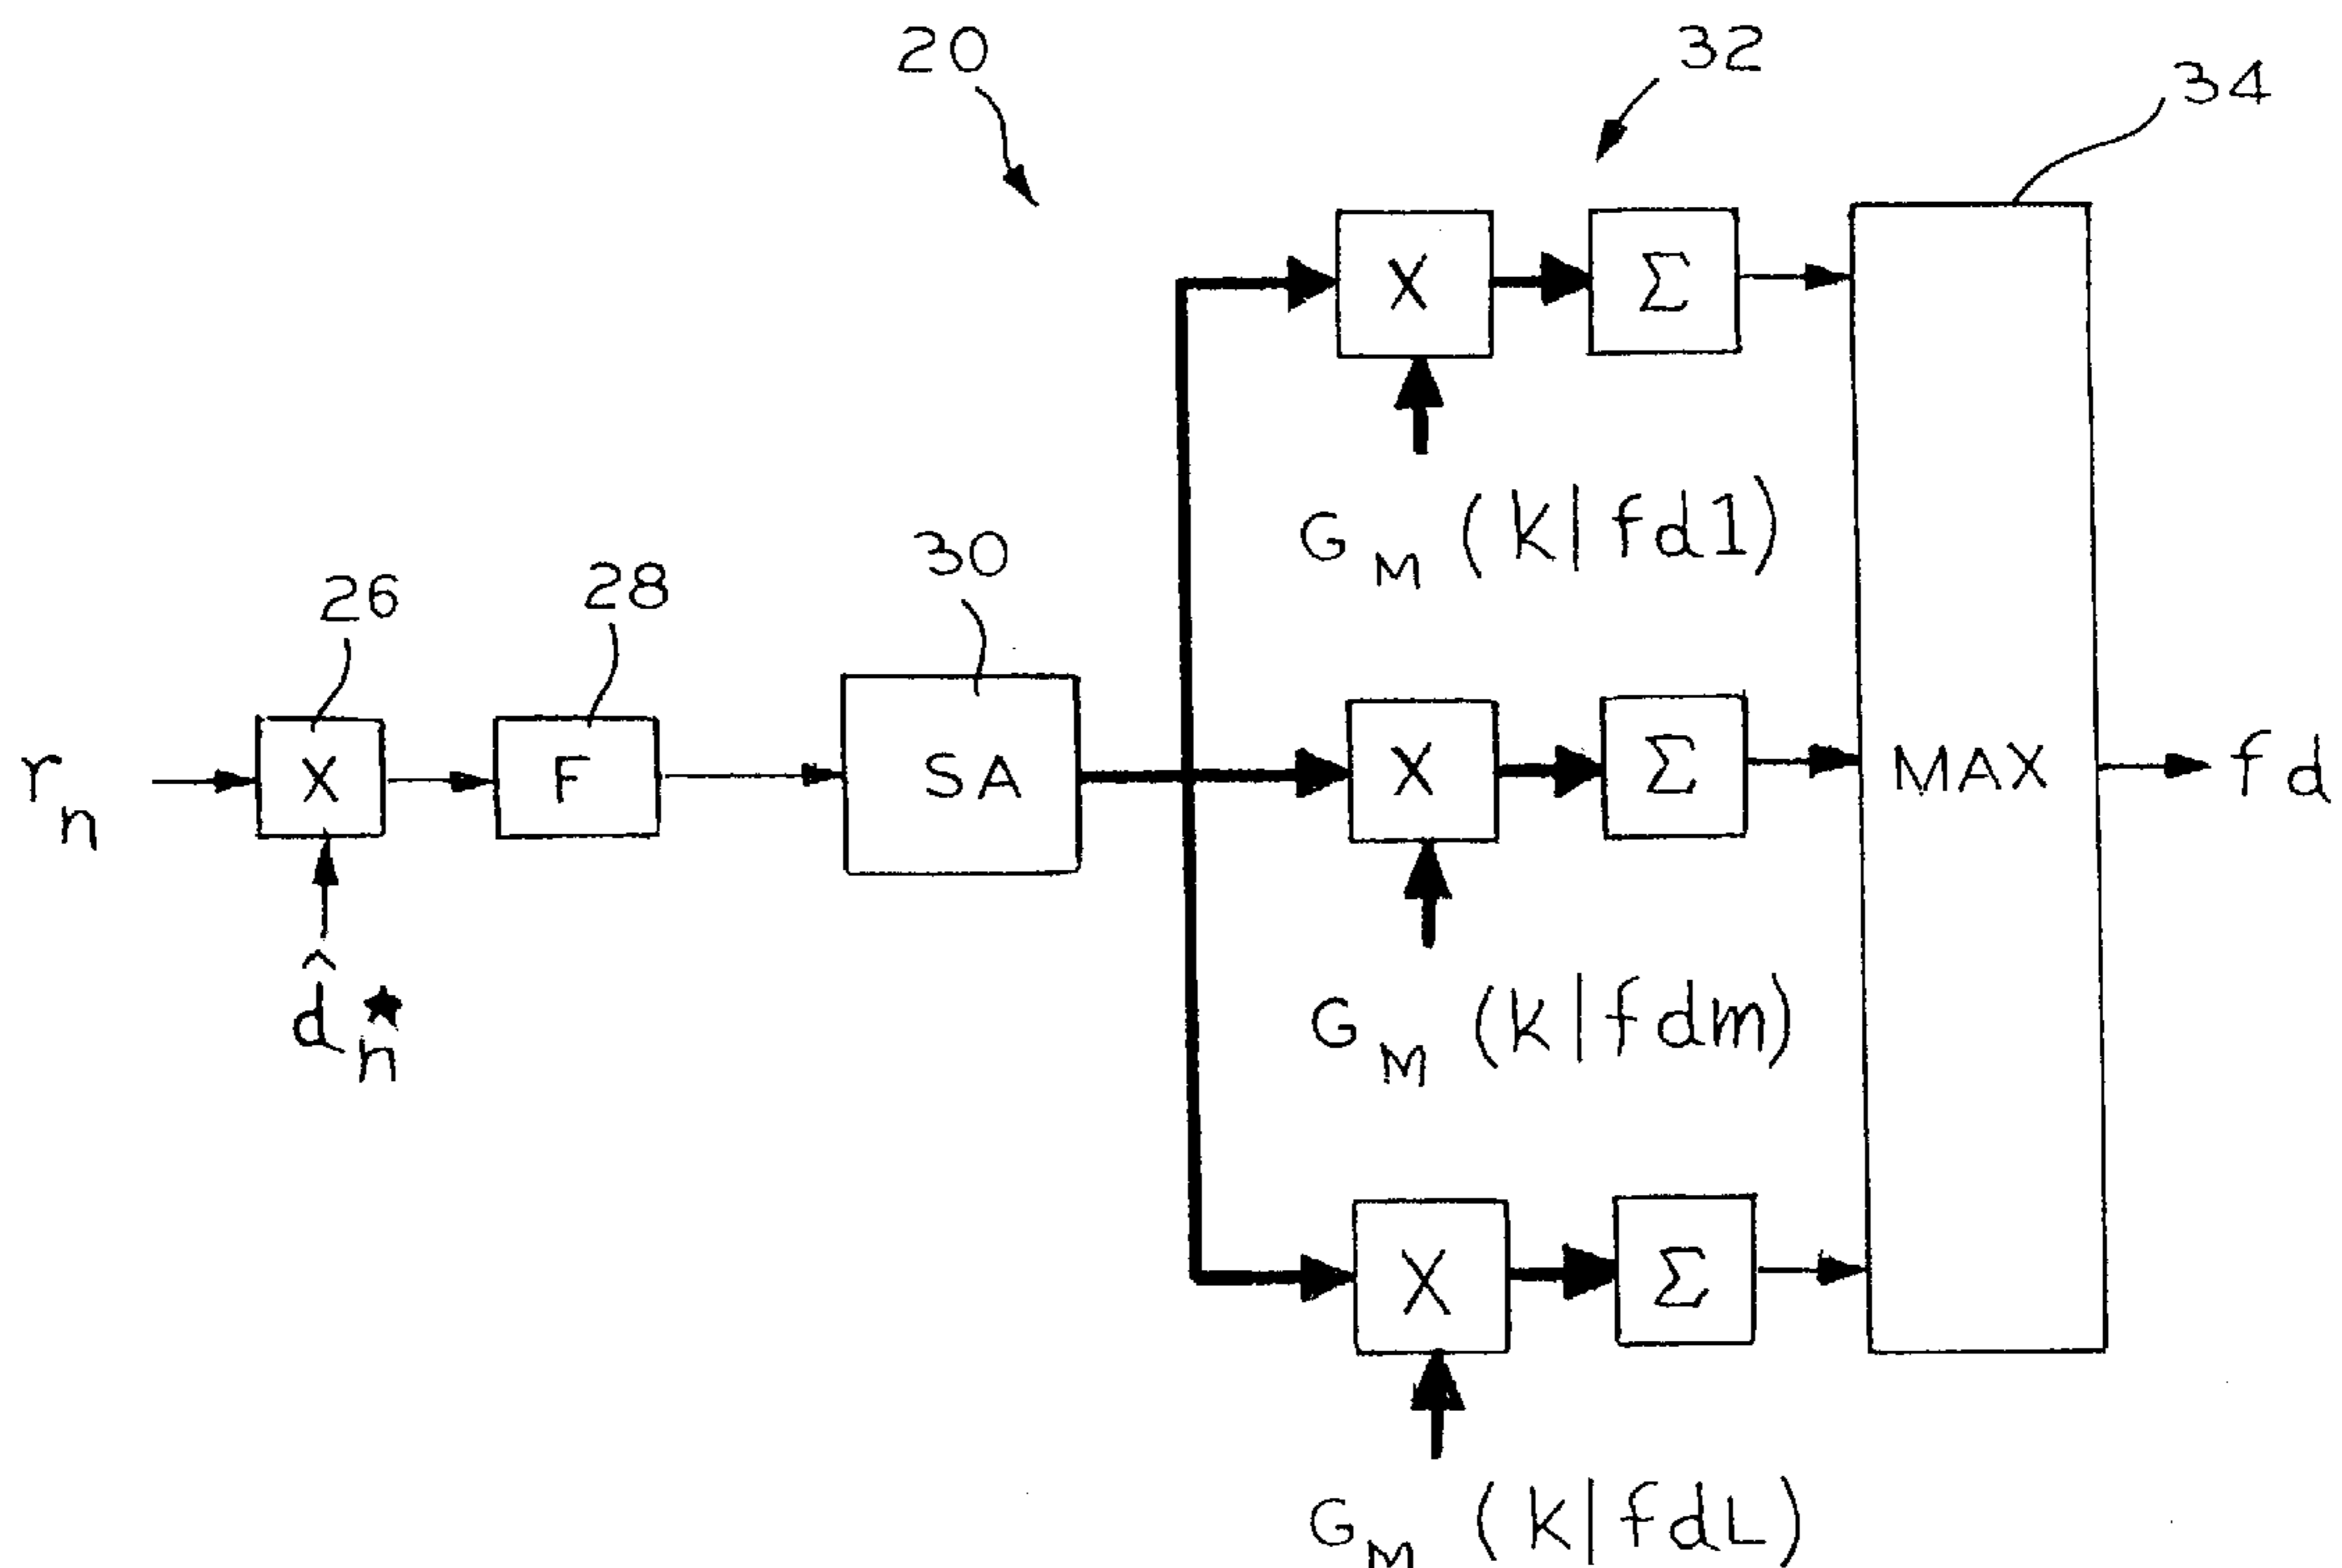 20
32
34
X
Σ
G_M (k|fd1)
26
28
30
r_n
X
F
SA
X
Σ
MAX
fd
d̂_n^★
G_M (k|fdm)
X
Σ
G_M (k|fdL)